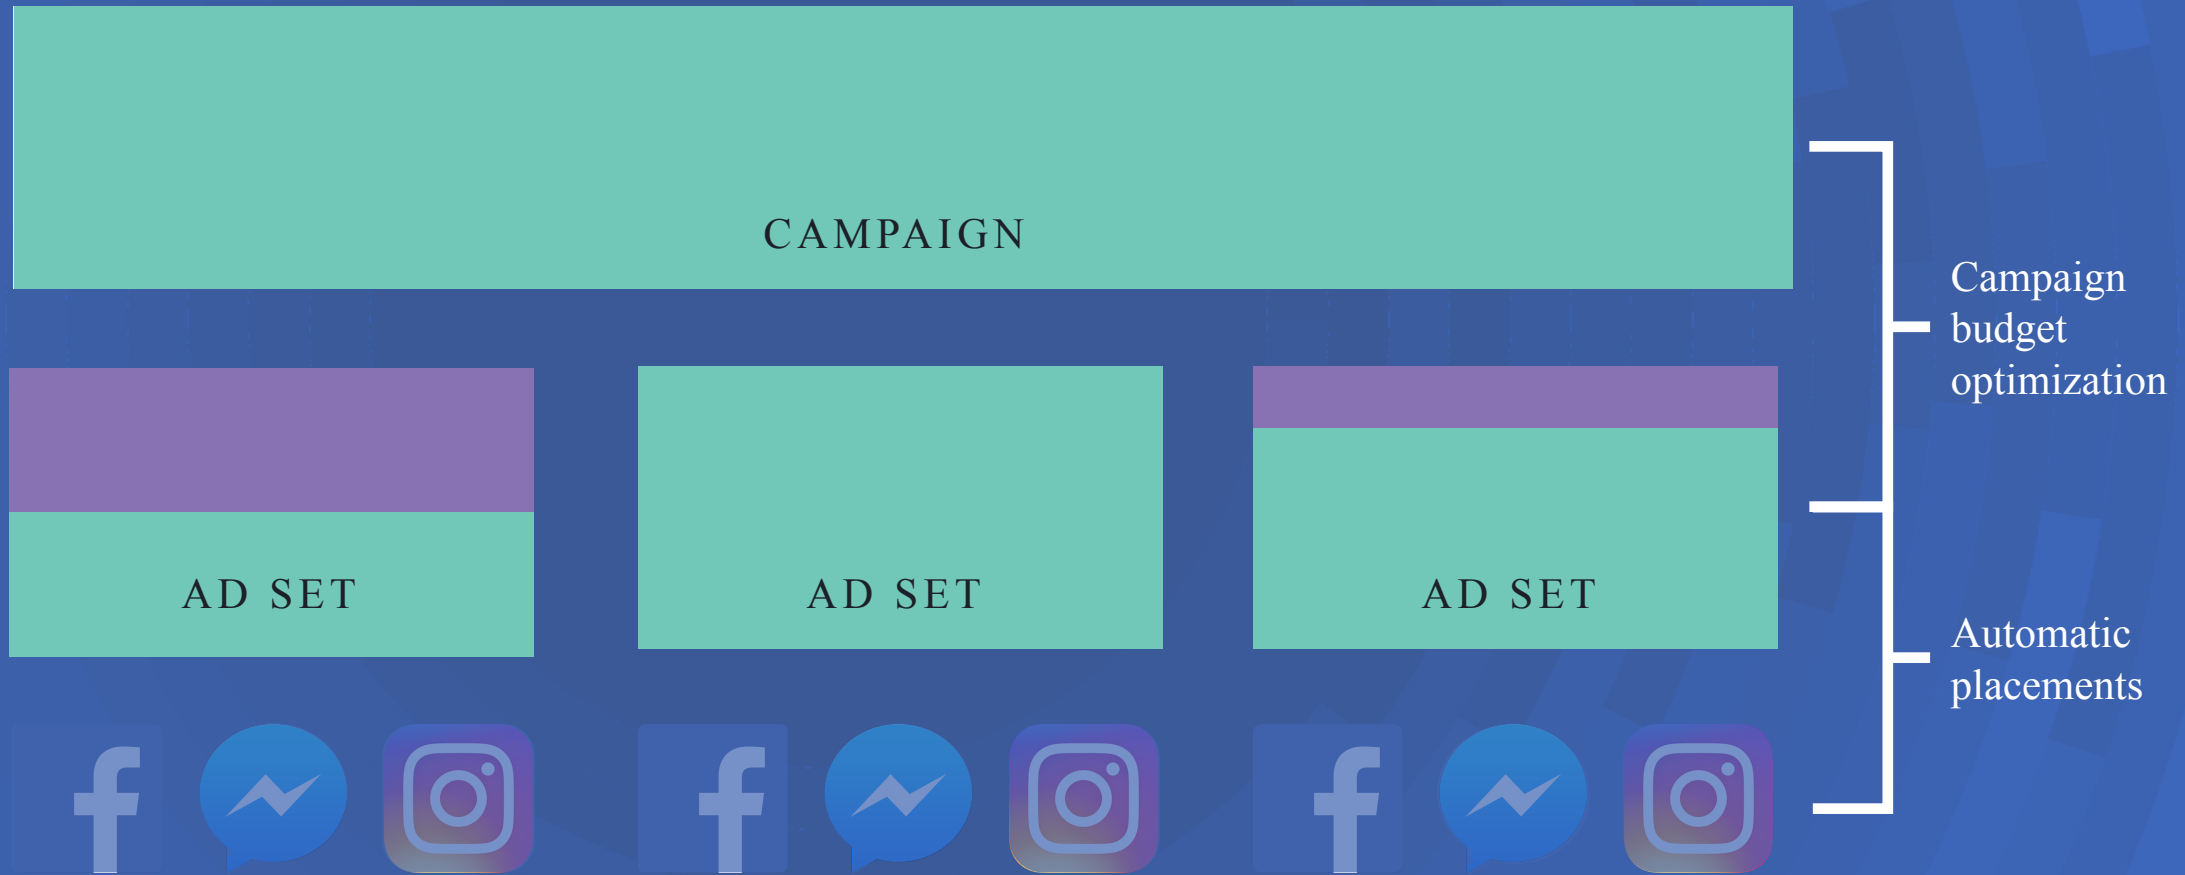 CAMPAIGN
Campaign
budget
optimization
AD SET
AD SET
AD SET
Automatic
placements